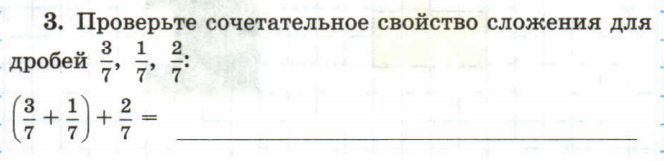 3. Проверьте сочетательное свойство сложения для
дробей 3/7, 1/7, 2/7:
(3/7 + 1/7) + 2/7 = ____________________